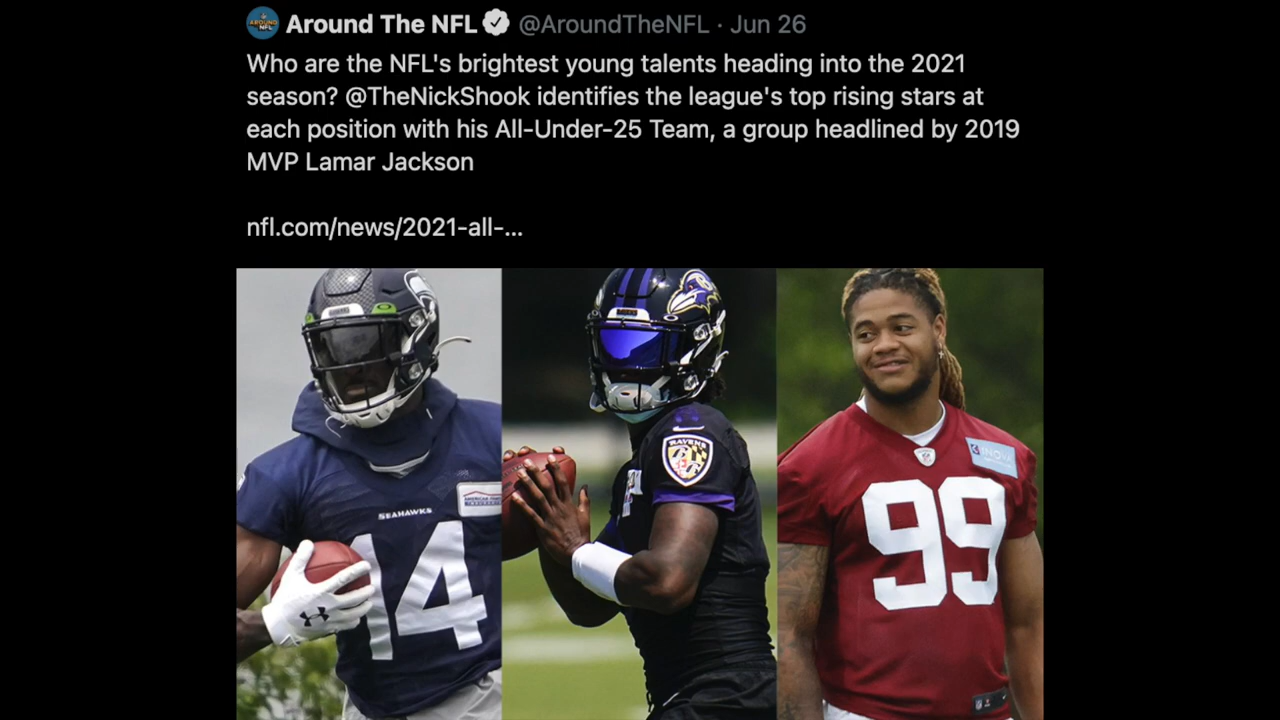 Around The NFL @AroundTheNFL · Jun 26
Who are the NFL's brightest young talents heading into the 2021
season? @TheNickShook identifies the league's top rising stars at
each position with his All-Under-25 Team, a group headlined by 2019
MVP Lamar Jackson
nfl.com/news/2021-all-...
SEAHAWKS
14
RAVENS
99